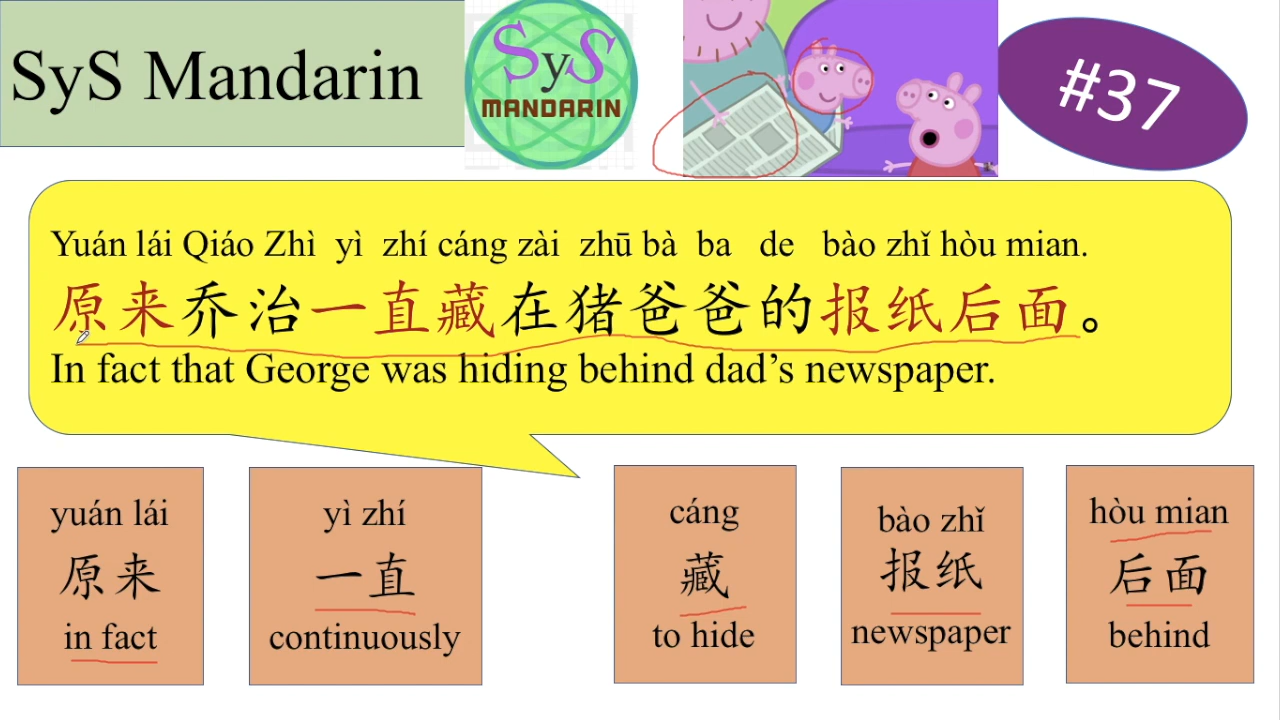 SyS Mandarin
SyS
MANDARIN
#37
Yuán lái Qiáo Zhì yì zhí cáng zài zhū bà ba de bào zhǐ hòu mian.
原来乔治一直藏在猪爸爸的报纸后面。
In fact that George was hiding behind dad’s newspaper.
yuán lái
原来
in fact
yì zhí
一直
continuously
cáng
藏
to hide
bào zhǐ
报纸
newspaper
hòu mian
后面
behind